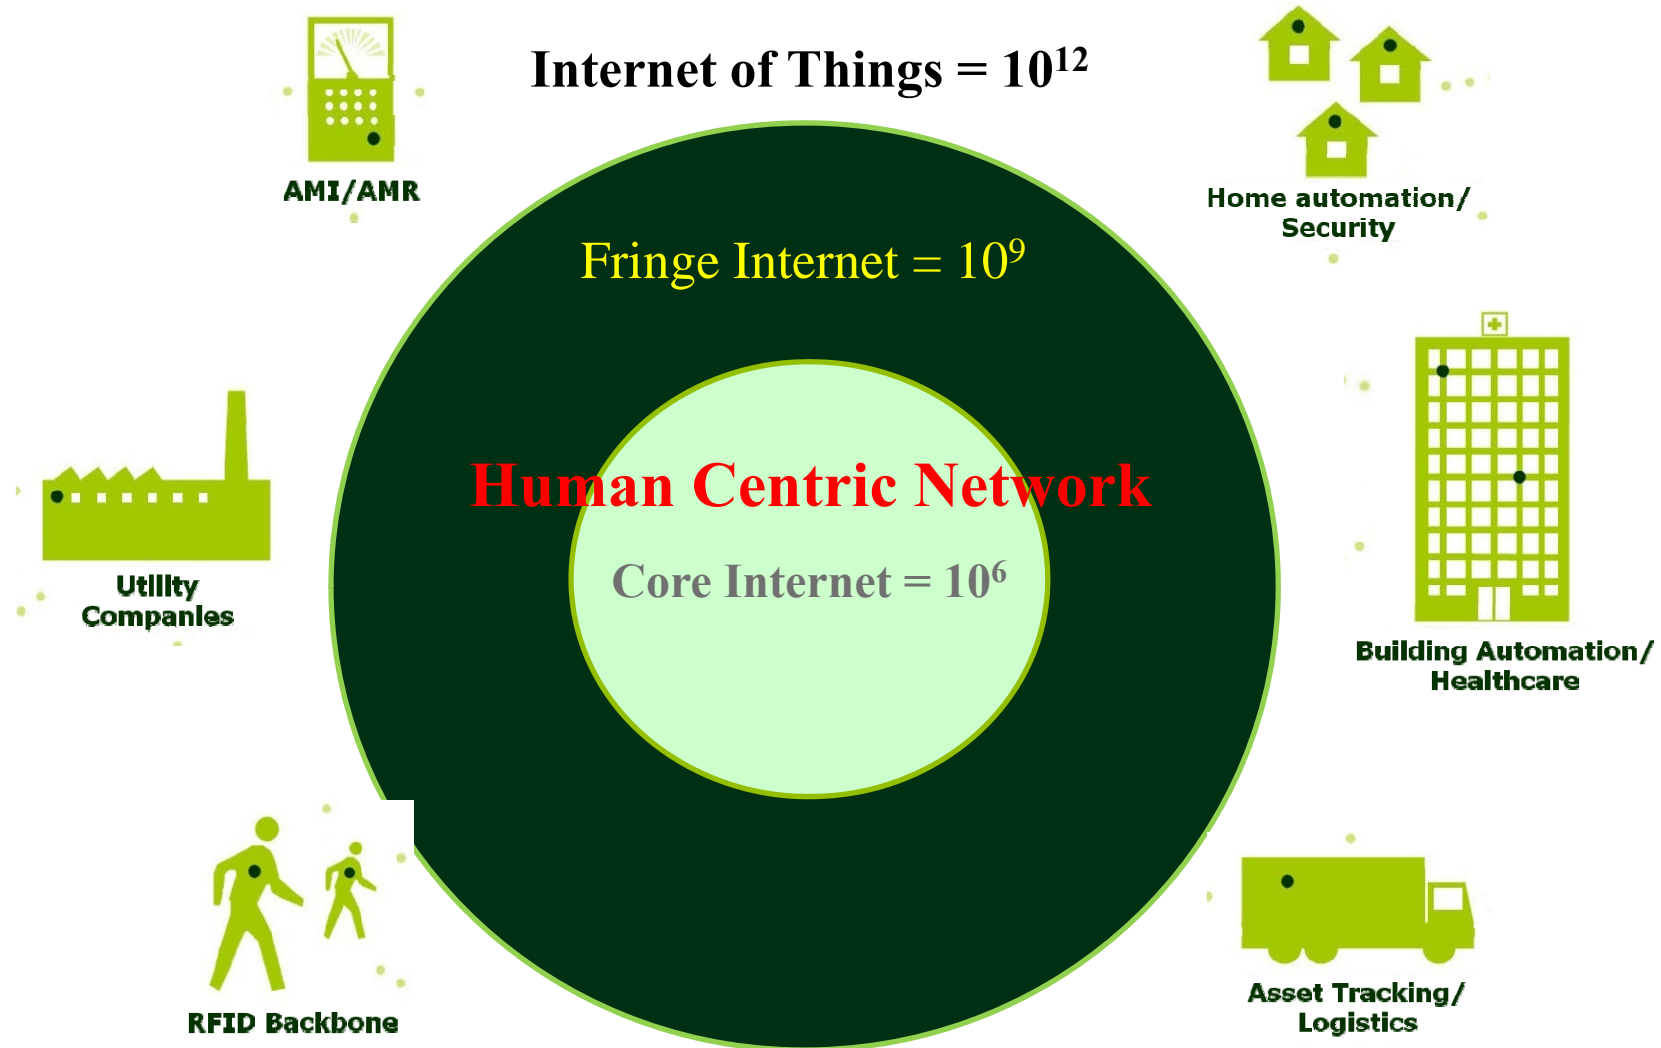 Internet of Things = 10¹²
AMI/AMR
Home automation/
Security
Fringe Internet = 10⁹
Human Centric Network
Core Internet = 10⁶
Utility
Companies
Building Automation/
Healthcare
RFID Backbone
Asset Tracking/
Logistics